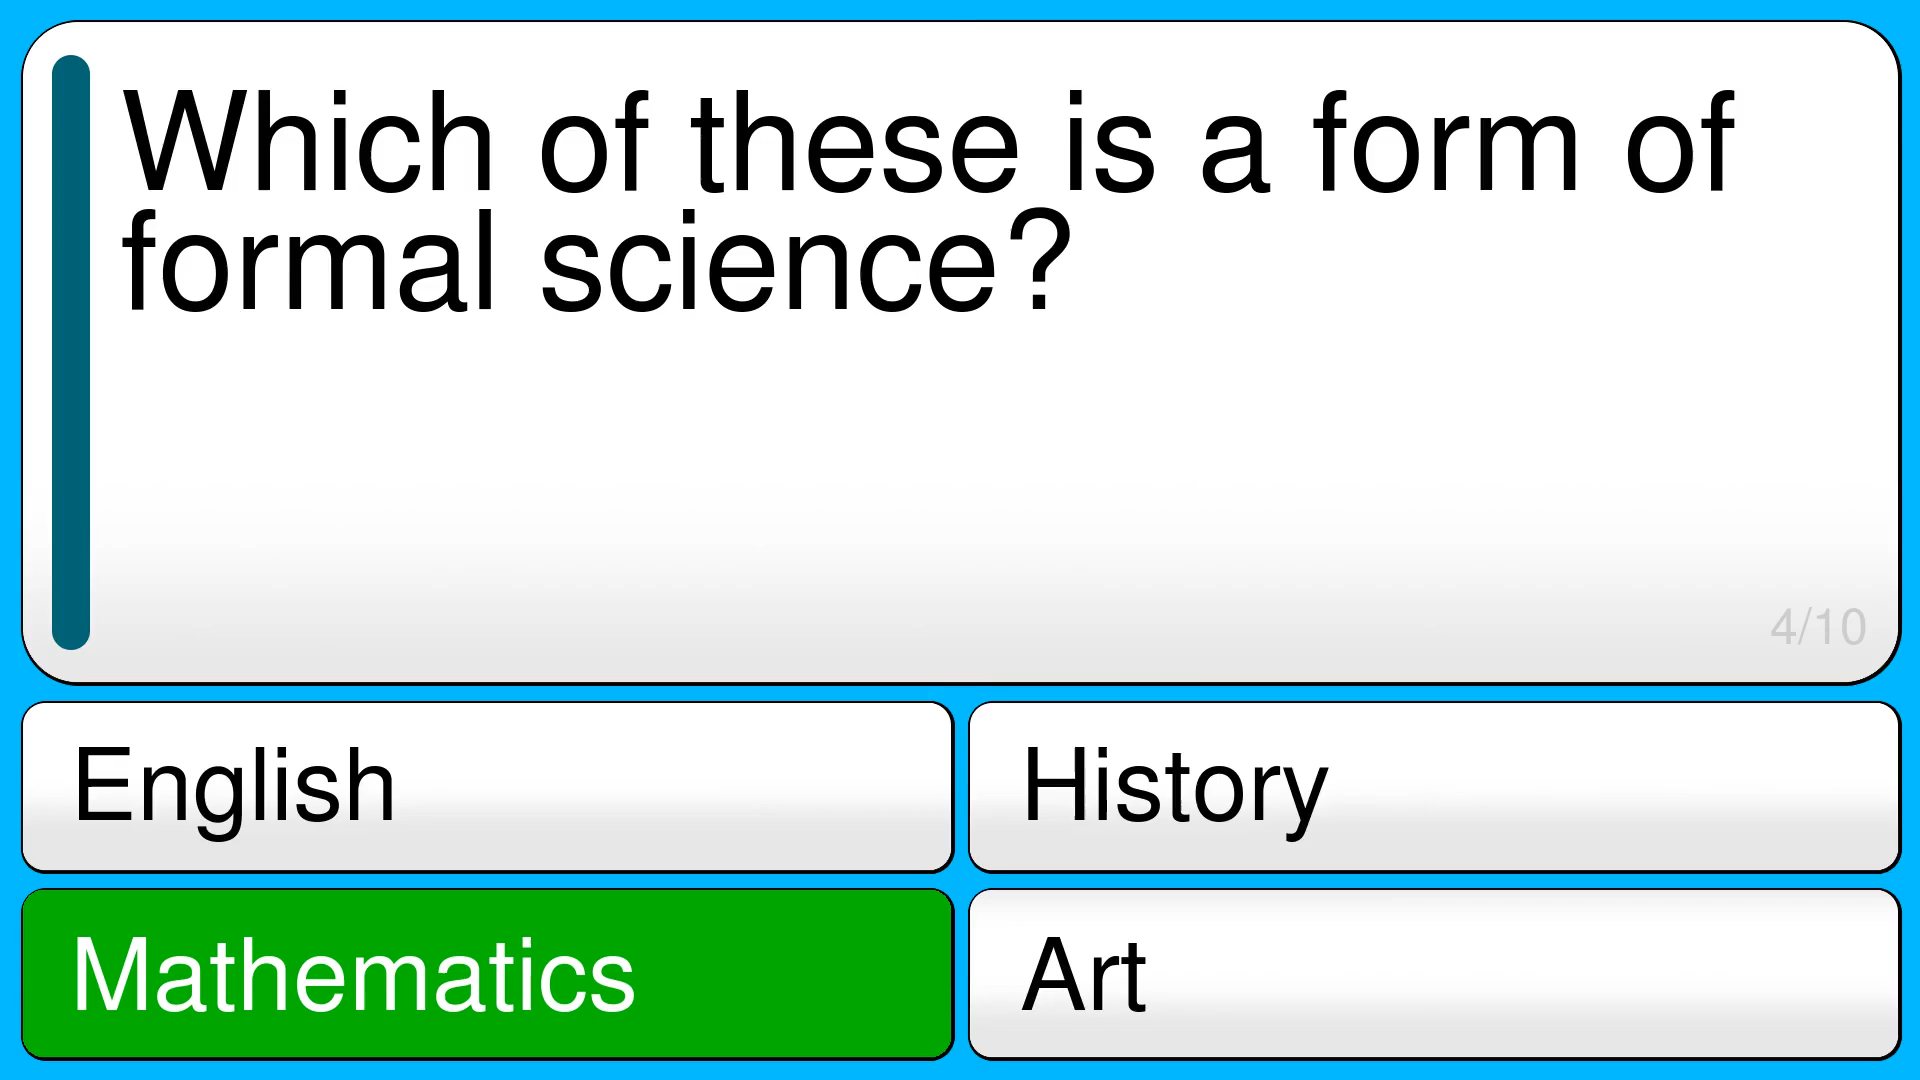 Which of these is a form of
formal science?
4/10
English
History
Mathematics
Art